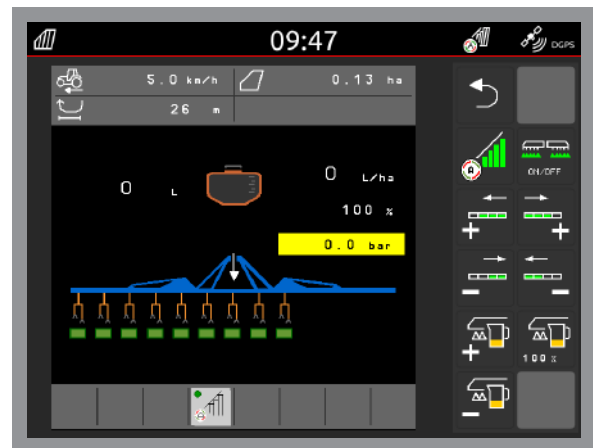 09:47
DGPS
5.0 km/h 0.13 ha
26 m
ON/OFF
0 L 0 L/ha
100 %
0.0 bar
+ +
- -
+ 100 %
-